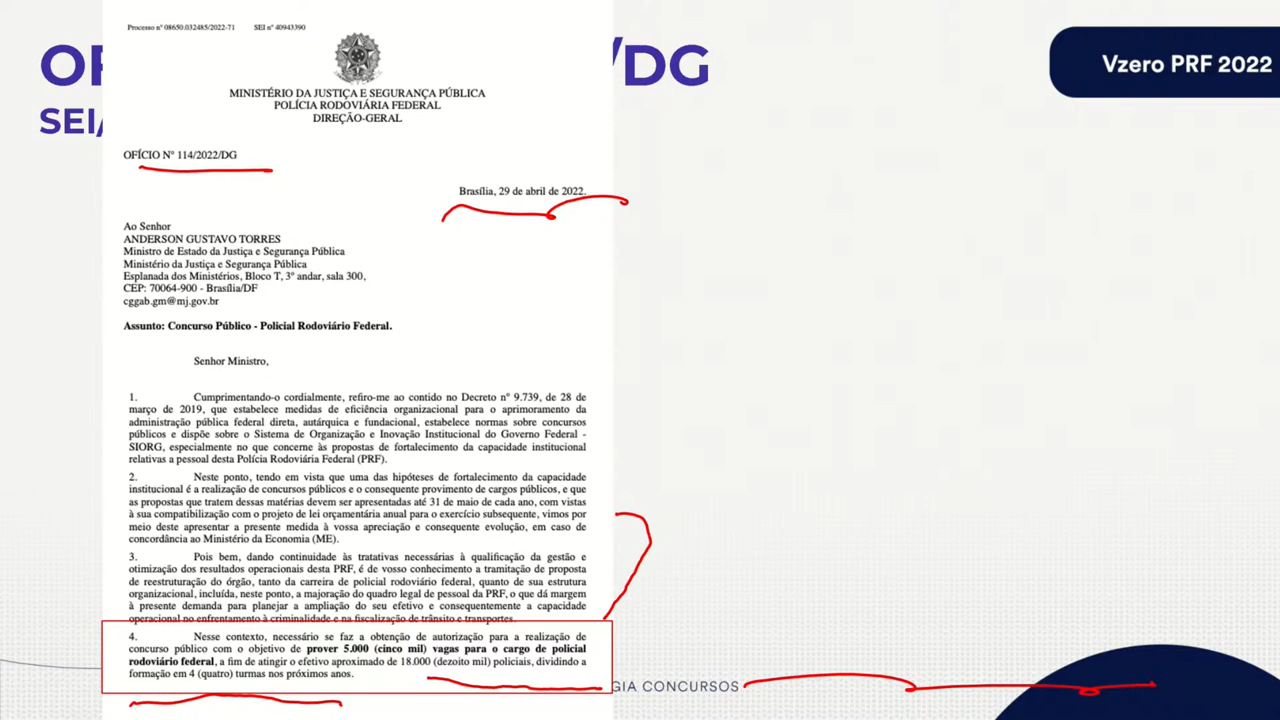 Processo nº 08650.032485/2022-71 SEI nº 40943390
OF
/DG
SEI/
Vzero PRF 2022
MINISTÉRIO DA JUSTIÇA E SEGURANÇA PÚBLICA
POLÍCIA RODOVIÁRIA FEDERAL
DIREÇÃO-GERAL
OFÍCIO Nº 114/2022/DG
Brasília, 29 de abril de 2022.
Ao Senhor
ANDERSON GUSTAVO TORRES
Ministro de Estado da Justiça e Segurança Pública
Ministério da Justiça e Segurança Pública
Esplanada dos Ministérios, Bloco T, 3º andar, sala 300,
CEP: 70064-900 - Brasília/DF
cggab.gm@mj.gov.br
Assunto: Concurso Público - Policial Rodoviário Federal.
Senhor Ministro,
1. Cumprimentando-o cordialmente, refiro-me ao contido no Decreto nº 9.739, de 28 de
março de 2019, que estabelece medidas de eficiência organizacional para o aprimoramento da
administração pública federal direta, autárquica e fundacional, estabelece normas sobre concursos
públicos e dispõe sobre o Sistema de Organização e Inovação Institucional do Governo Federal -
SIORG, especialmente no que concerne às propostas de fortalecimento da capacidade institucional
relativas a pessoal desta Polícia Rodoviária Federal (PRF).
2. Neste ponto, tendo em vista que uma das hipóteses de fortalecimento da capacidade
institucional é a realização de concursos públicos e o consequente provimento de cargos públicos, e que
as propostas que tratem dessas matérias devem ser apresentadas até 31 de maio de cada ano, com vistas
à sua compatibilização com o projeto de lei orçamentária anual para o exercício subsequente, vimos por
meio deste apresentar a presente medida à vossa apreciação e consequente evolução, em caso de
concordância ao Ministério da Economia (ME).
3. Pois bem, dando continuidade às tratativas necessárias à qualificação da gestão e
otimização dos resultados operacionais desta PRF, é de vosso conhecimento a tramitação de proposta
de reestruturação do órgão, tanto da carreira de policial rodoviário federal, quanto de sua estrutura
organizacional, incluída, neste ponto, a majoração do quadro legal de pessoal da PRF, o que dá margem
à presente demanda para planejar a ampliação do seu efetivo e consequentemente a capacidade
operacional no enfrentamento à criminalidade e na fiscalização de trânsito e transportes.
4. Nesse contexto, necessário se faz a obtenção de autorização para a realização de
concurso público com o objetivo de prover 5.000 (cinco mil) vagas para o cargo de policial
rodoviário federal, a fim de atingir o efetivo aproximado de 18.000 (dezoito mil) policiais, dividindo a
formação em 4 (quatro) turmas nos próximos anos.
GIA CONCURSOS